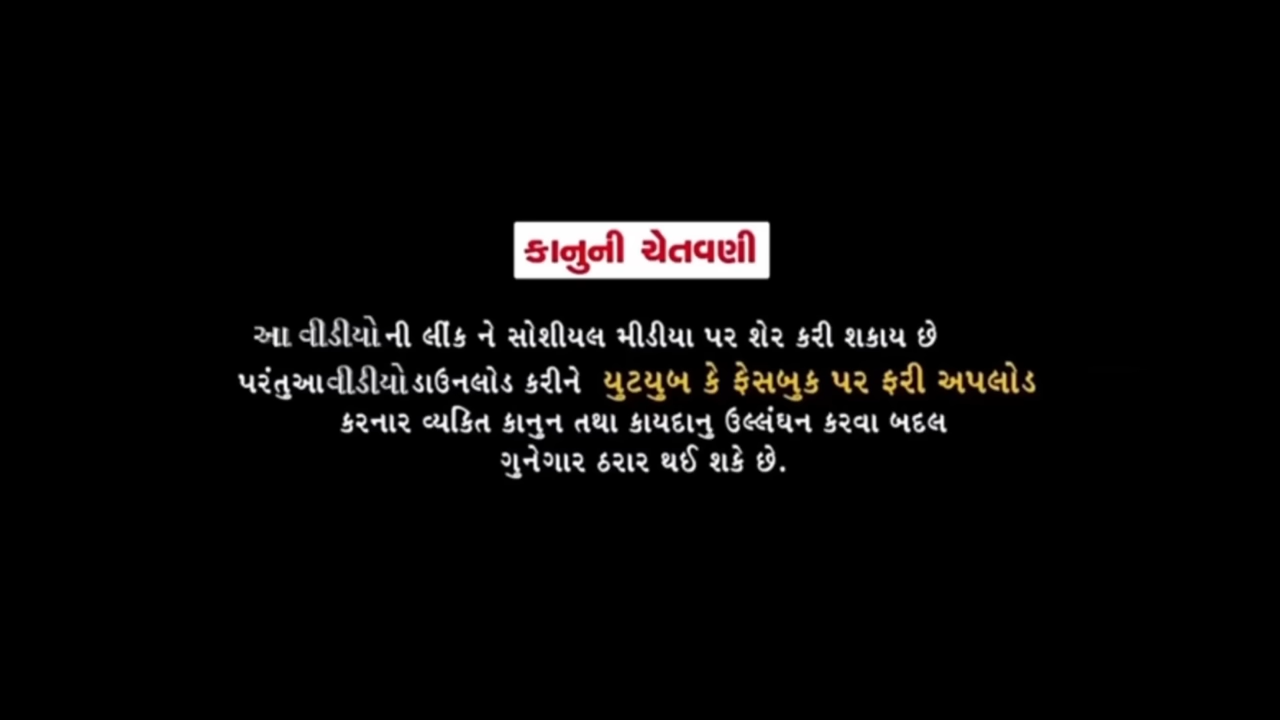 કાનુની ચેતવણી
આ વીડીયો ની લીંક ને સોશીયલ મીડીયા પર શેર કરી શકાય છે
પરંતુઆવીડીયો ડાઉનલોડ કરીને યુટયુબ કે ફેસબુક પર ફરી અપલોડ
કરનાર વ્યકિત કાનુન તથા કાયદાનુ ઉલ્લંઘન કરવા બદલ
ગુનેગાર ઠરાર થઈ શકે છે.